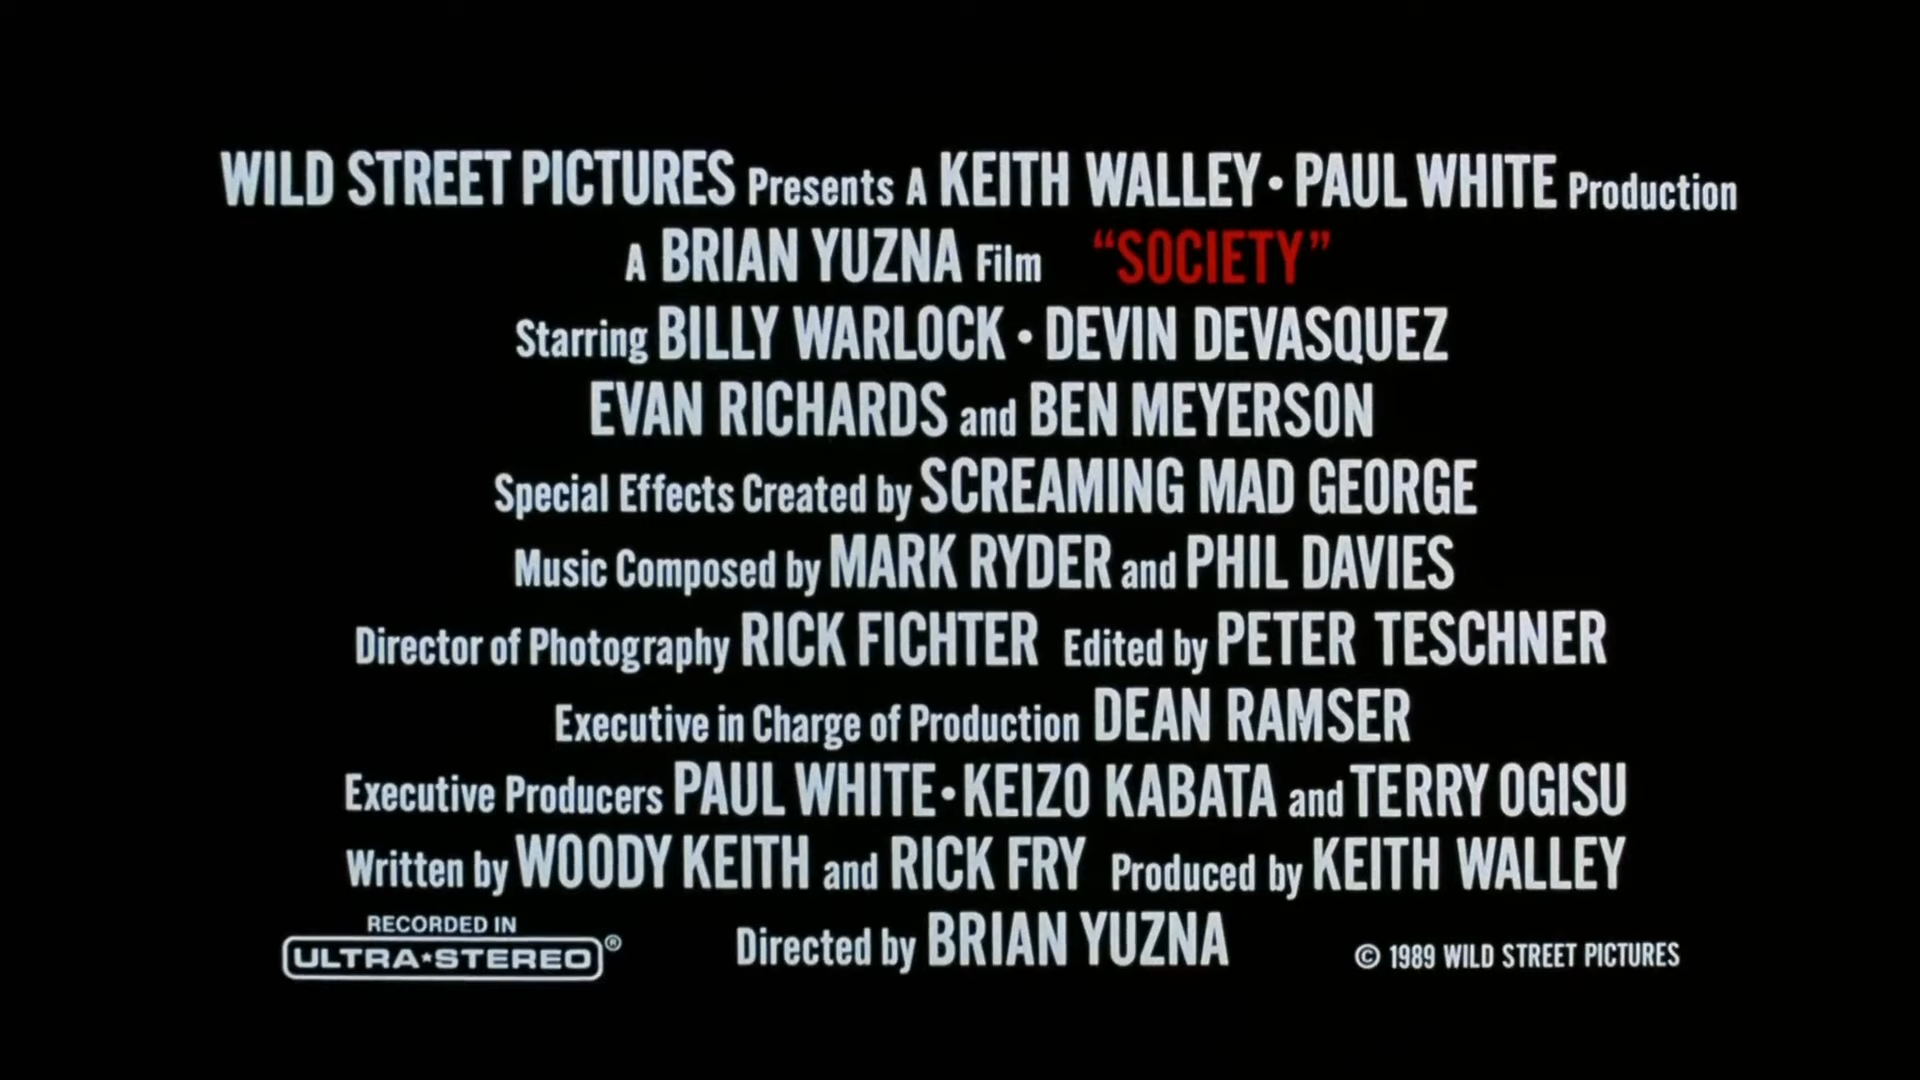 WILD STREET PICTURES Presents A KEITH WALLEY • PAUL WHITE Production
A BRIAN YUZNA Film “SOCIETY”
Starring BILLY WARLOCK • DEVIN DEVASQUEZ
EVAN RICHARDS and BEN MEYERSON
Special Effects Created by SCREAMING MAD GEORGE
Music Composed by MARK RYDER and PHIL DAVIES
Director of Photography RICK FICHTER Edited by PETER TESCHNER
Executive in Charge of Production DEAN RAMSER
Executive Producers PAUL WHITE • KEIZO KABATA and TERRY OGISU
Written by WOODY KEITH and RICK FRY Produced by KEITH WALLEY
RECORDED IN
ULTRA★STEREO®
Directed by BRIAN YUZNA
© 1989 WILD STREET PICTURES